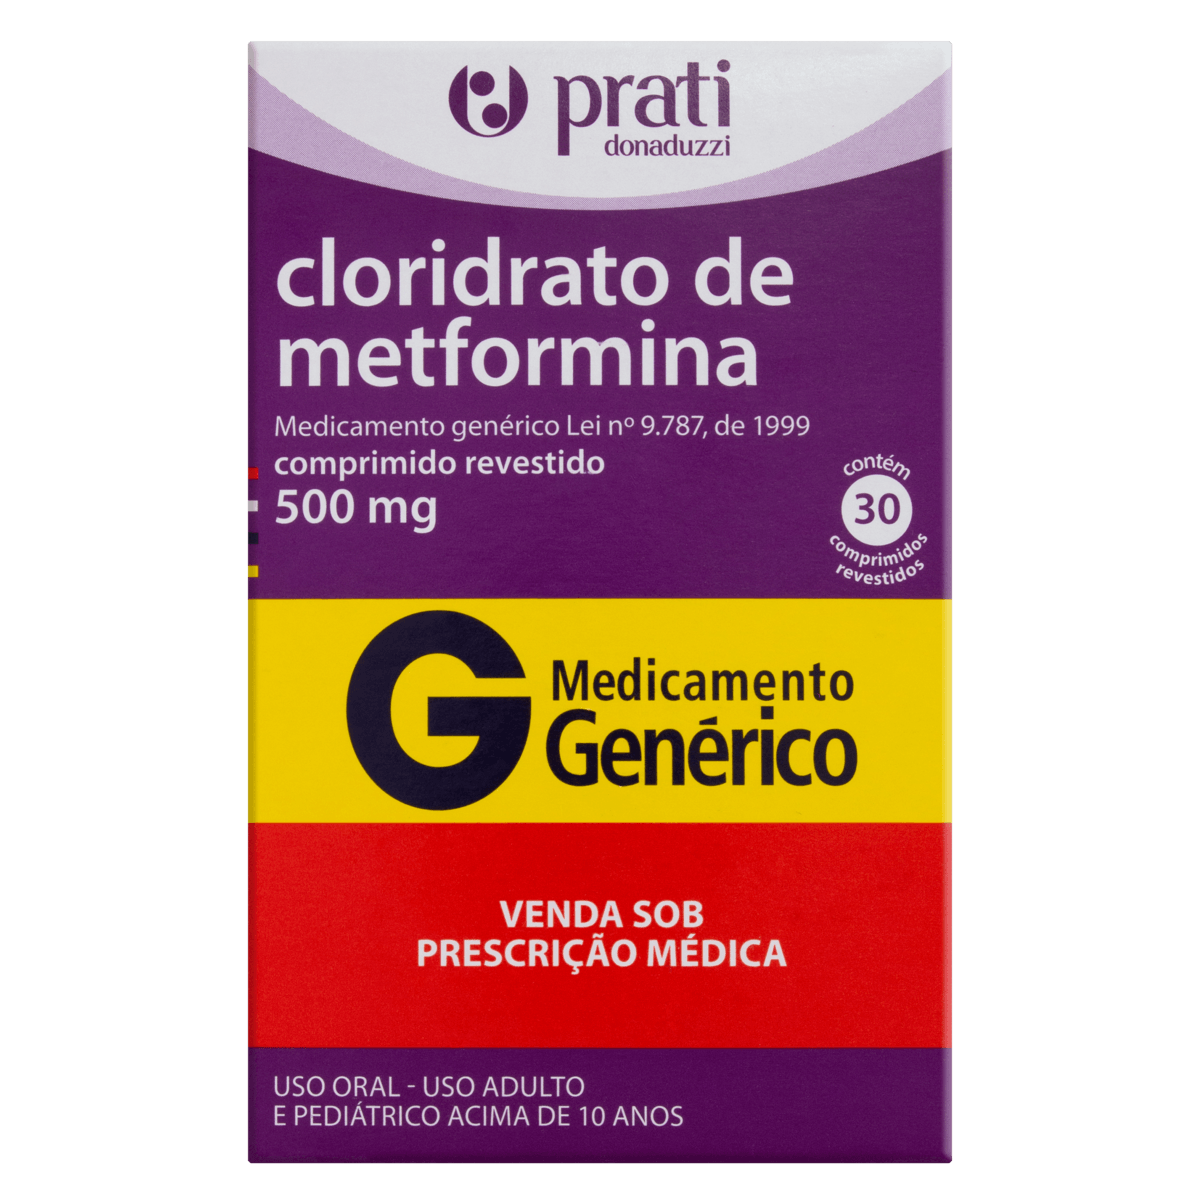 prati
donaduzzi
cloridrato de
metformina
Medicamento genérico Lei nº 9.787, de 1999
comprimido revestido
500 mg
contém
30
comprimidos
revestidos
G Medicamento
Genérico
VENDA SOB
PRESCRIÇÃO MÉDICA
USO ORAL - USO ADULTO
E PEDIÁTRICO ACIMA DE 10 ANOS